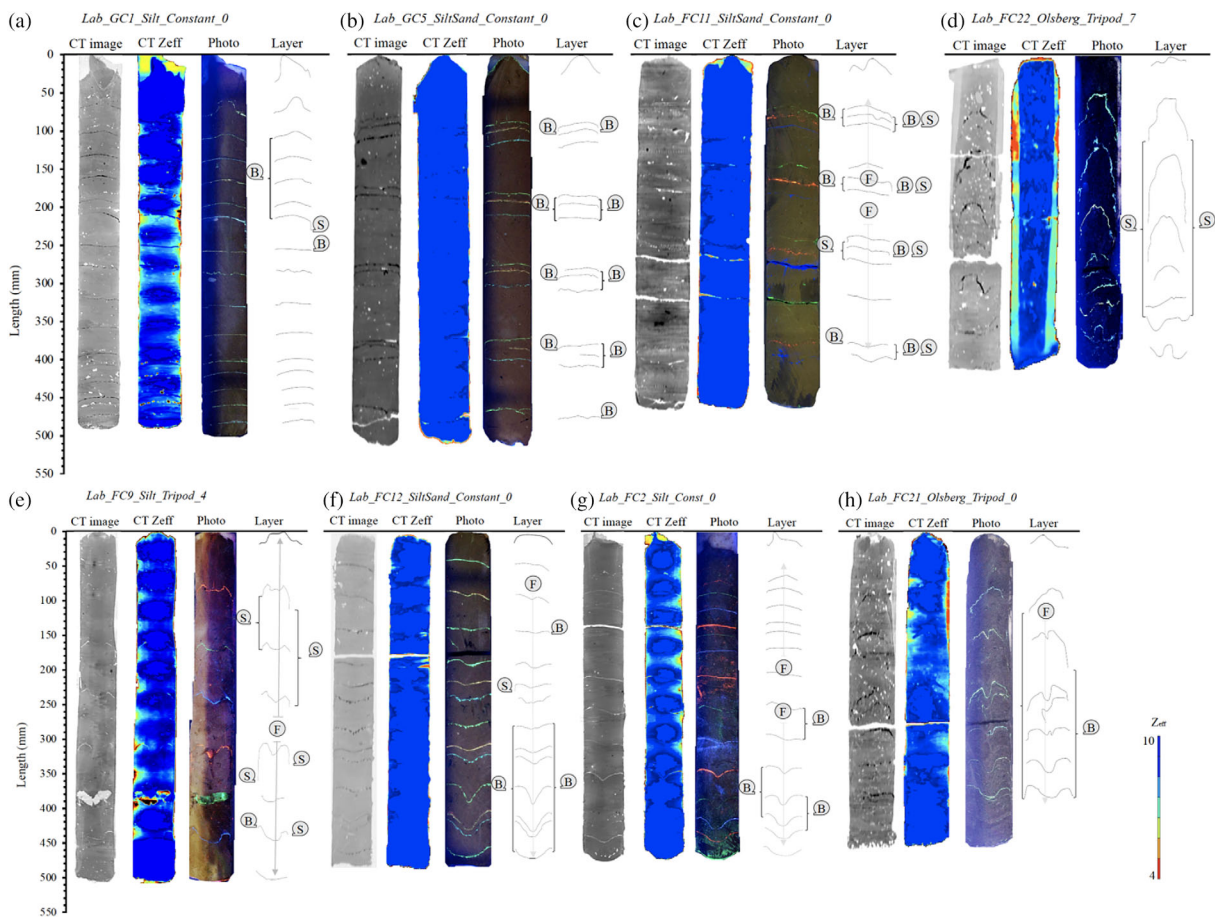 (a) Lab_GC1_Silt_Constant_0
CT image CT Zeff Photo Layer
(b) Lab_GC5_SiltSand_Constant_0
CT image CT Zeff Photo Layer
(c) Lab_FC11_SiltSand_Constant_0
CT image CT Zeff Photo Layer
(d) Lab_FC22_Olsberg_Tripod_7
CT image CT Zeff Photo Layer
Length (mm)
0
50
100
150
200
250
300
350
400
450
500
550
B
S
B
B B
B B
B B
B B
B
B B S
F
B B S
F
S B S
B B S
S S
(e) Lab_FC9_Silt_Tripod_4
CT image CT Zeff Photo Layer
(f) Lab_FC12_SiltSand_Constant_0
CT image CT Zeff Photo Layer
(g) Lab_FC2_Silt_Const_0
CT image CT Zeff Photo Layer
(h) Lab_FC21_Olsberg_Tripod_0
CT image CT Zeff Photo Layer
Length (mm)
0
50
100
150
200
250
300
350
400
450
500
550
S
S
F
S
S
B
S
F
B
S
B B
F
F
B
B
B
F
B
Zeff
10
4